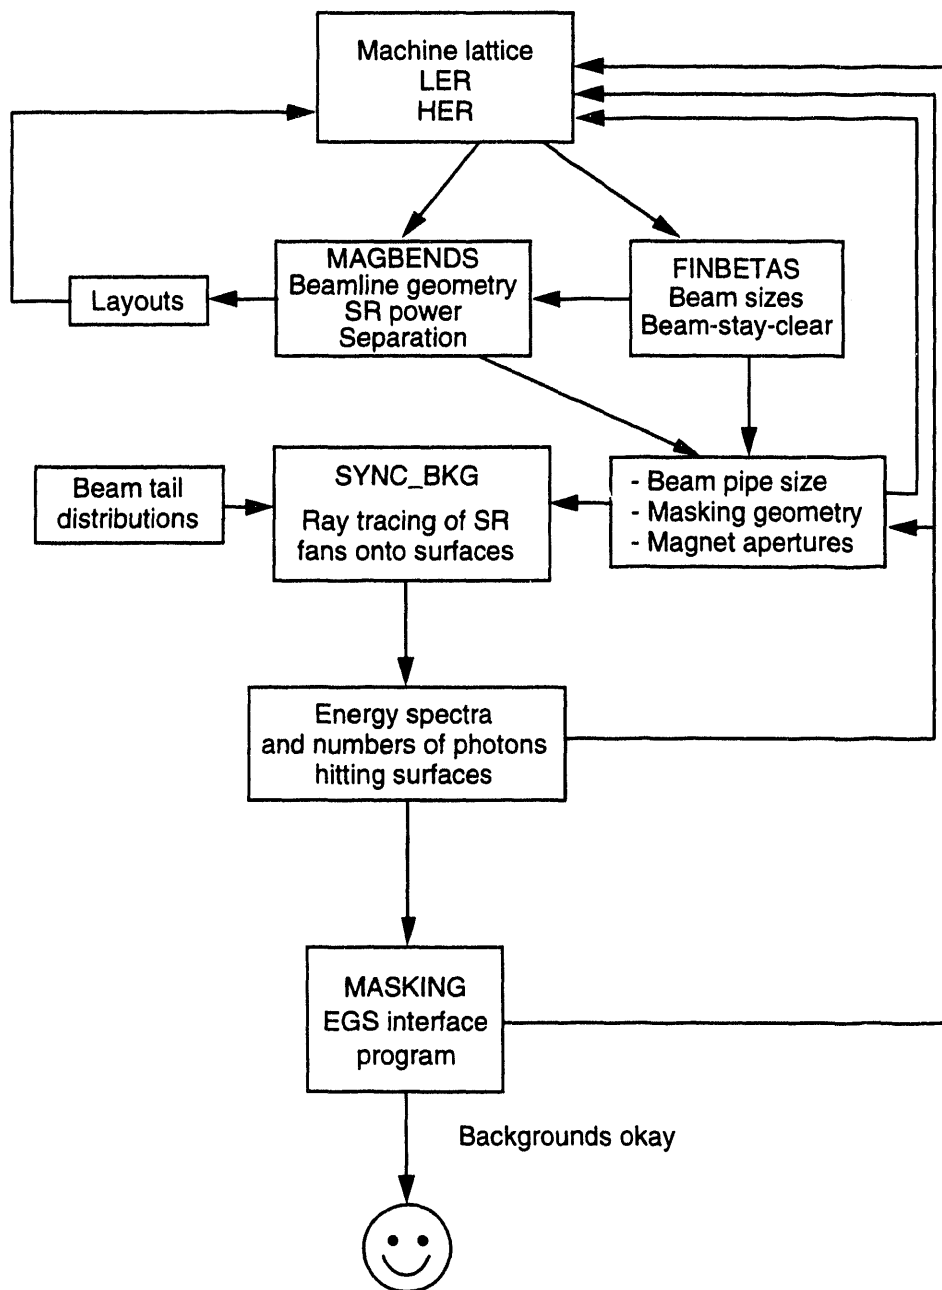 Machine lattice
LER
HER
MAGBENDS
Beamline geometry
SR power
Separation
FINBETAS
Beam sizes
Beam-stay-clear
Layouts
Beam tail
distributions
SYNC_BKG
Ray tracing of SR
fans onto surfaces
- Beam pipe size
- Masking geometry
- Magnet apertures
Energy spectra
and numbers of photons
hitting surfaces
MASKING
EGS interface
program
Backgrounds okay